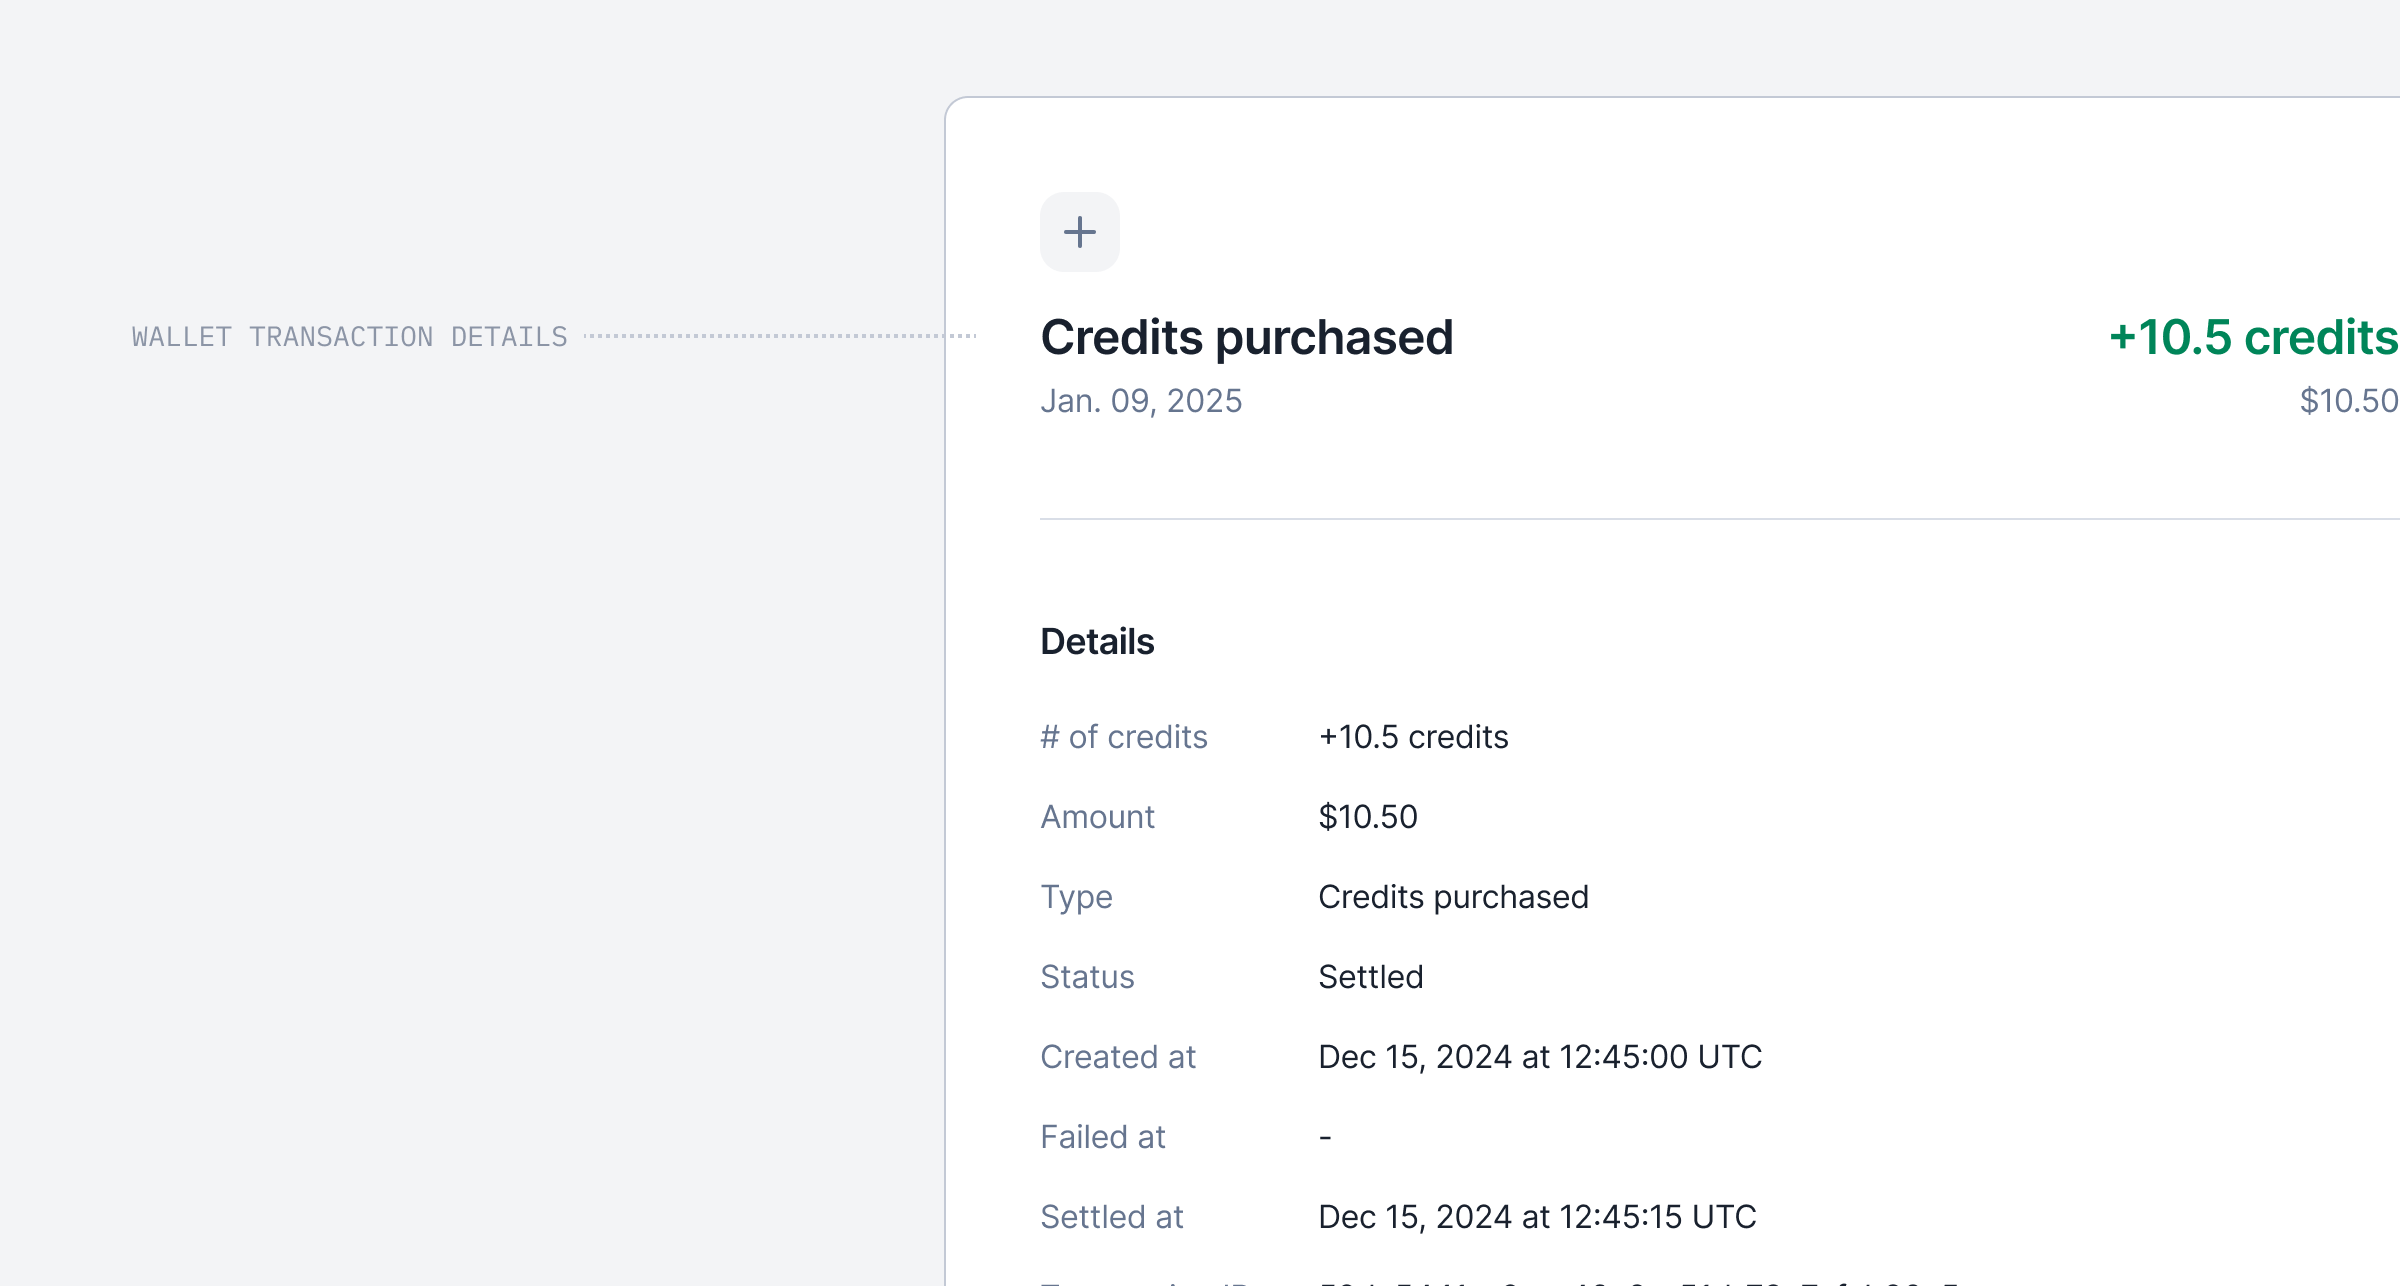 WALLET TRANSACTION DETAILS
Credits purchased
+10.5 credits
Jan. 09, 2025
$10.50
Details
# of credits +10.5 credits
Amount $10.50
Type Credits purchased
Status Settled
Created at Dec 15, 2024 at 12:45:00 UTC
Failed at -
Settled at Dec 15, 2024 at 12:45:15 UTC